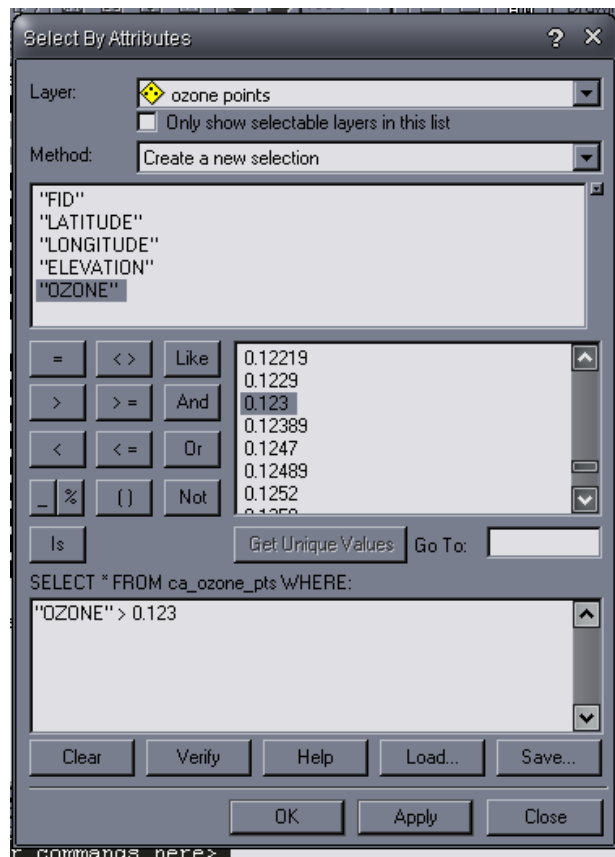 Select By Attributes
Layer: ozone points
Only show selectable layers in this list
Method: Create a new selection
"FID"
"LATITUDE"
"LONGITUDE"
"ELEVATION"
"OZONE"
= <> Like
> >= And
< <= Or
_ % () Not
Is
0.12219
0.1229
0.123
0.12389
0.1247
0.12489
0.1252
Get Unique Values Go To:
SELECT * FROM ca_ozone_pts WHERE:
"OZONE" > 0.123
Clear Verify Help Load... Save...
OK Apply Close
r commands here>